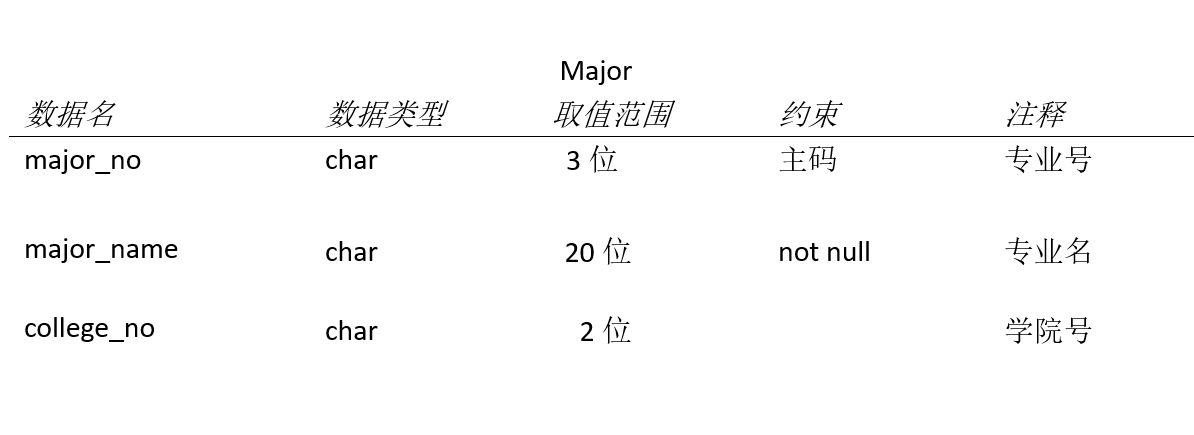 Major
数据名 数据类型 取值范围 约束 注释
major_no char 3 位 主码 专业号
major_name char 20 位 not null 专业名
college_no char 2 位 学院号